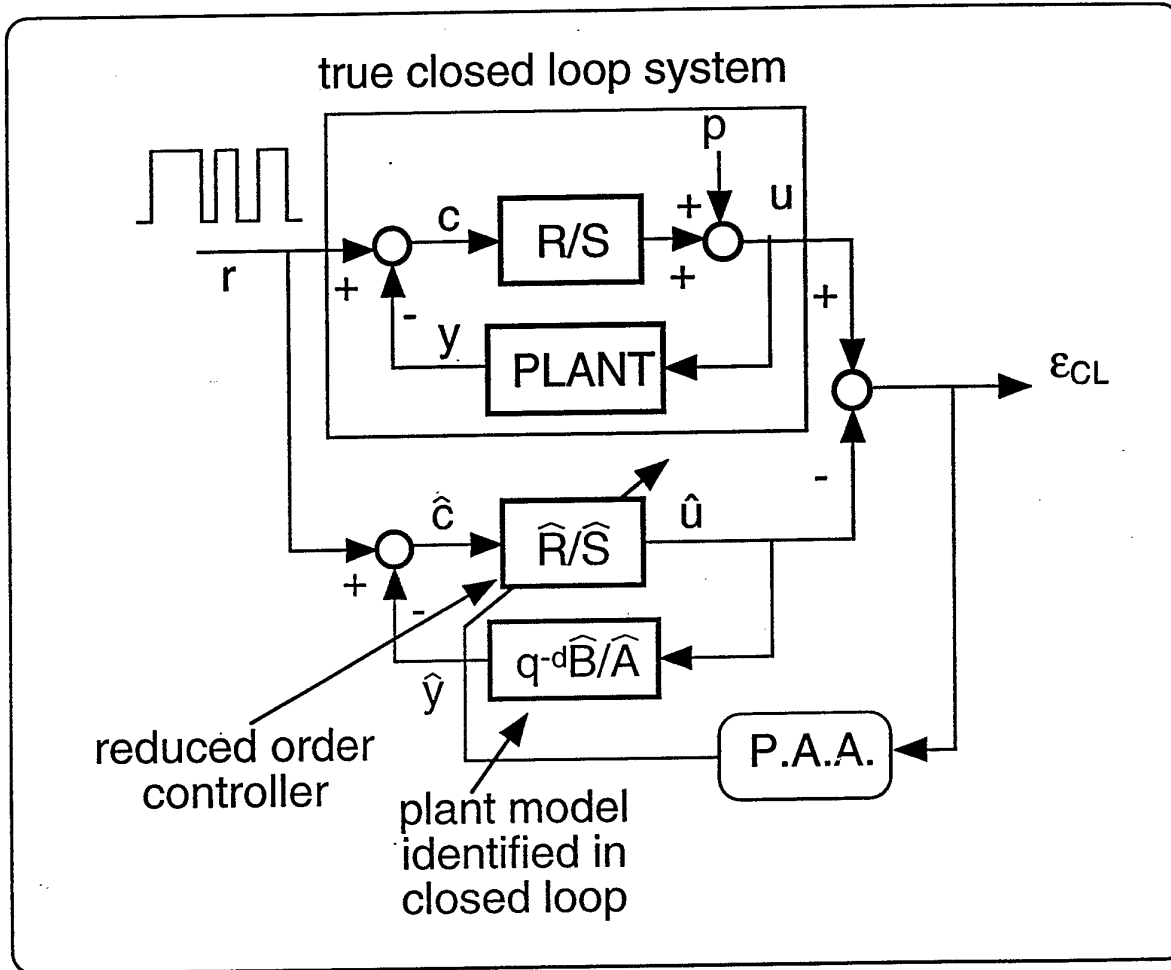 true closed loop system
p
c
R/S
+
u
r
+
-
+
+
y
PLANT
εCL
-
ĉ
R̂/Ŝ
û
+
-
ŷ
q-dB̂/Â
reduced order
controller
P.A.A.
plant model
identified in
closed loop